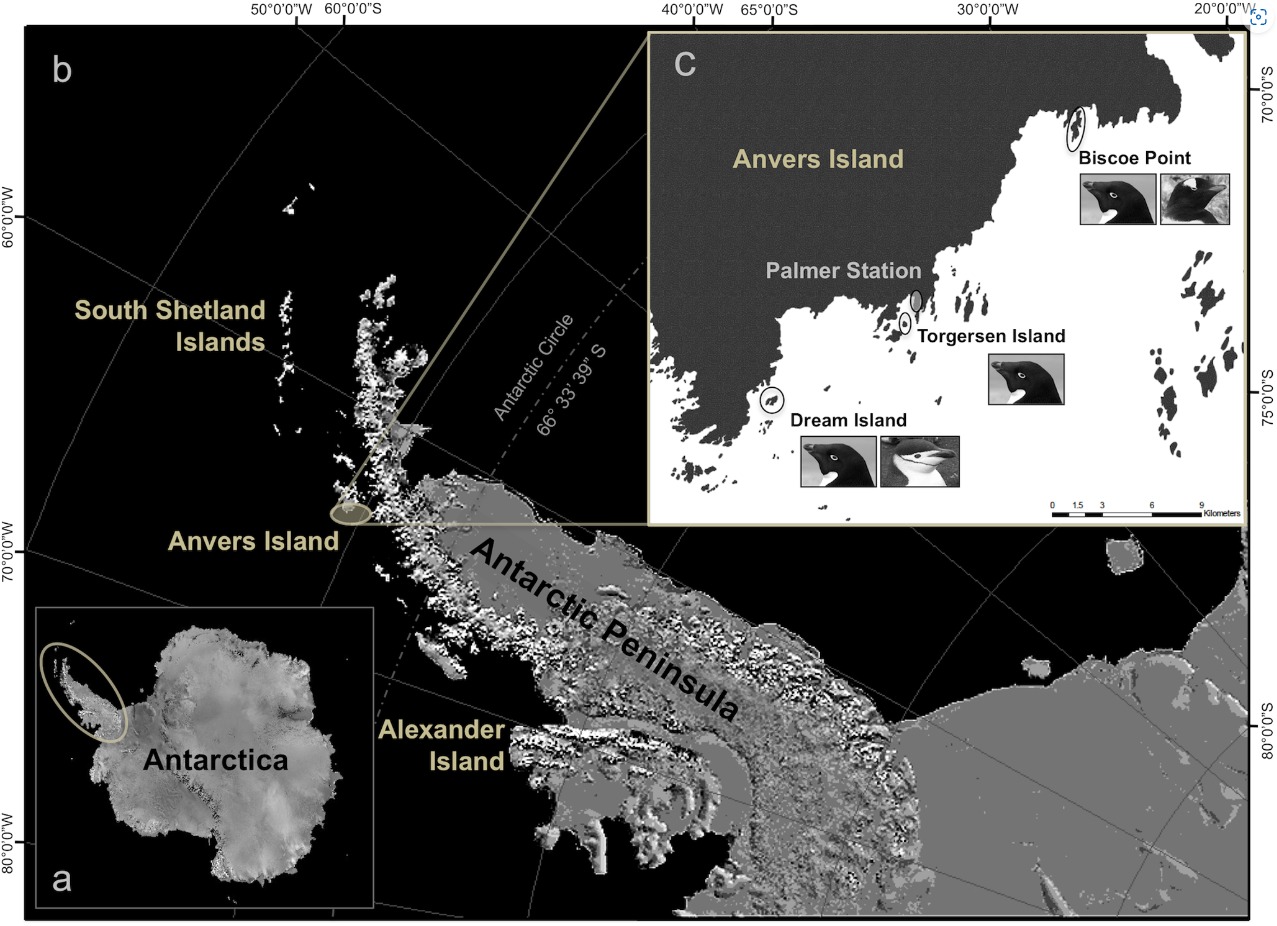 50°0'0"W 60°0'0"S 40°0'0"W 65°0'0"S 30°0'0"W 20°0'0"W
b
c
70°0'0"S
Anvers Island
Biscoe Point
60°0'0"W
Palmer Station
South Shetland
Islands
Torgersen Island
Antarctic Circle
66° 33' 39" S
75°0'0"S
Dream Island
0 1.5 3 6 9
Kilometers
Anvers Island
70°0'0"W
Antarctic Peninsula
Alexander
Island
80°0'0"S
Antarctica
80°0'0"W
a